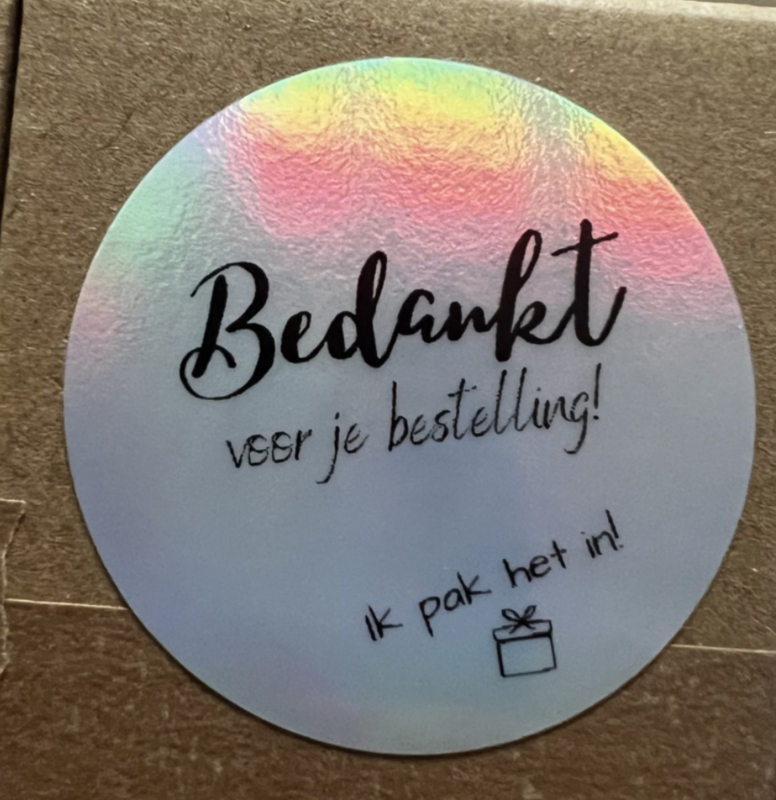 Bedankt
voor je bestelling!
Ik pak het in!